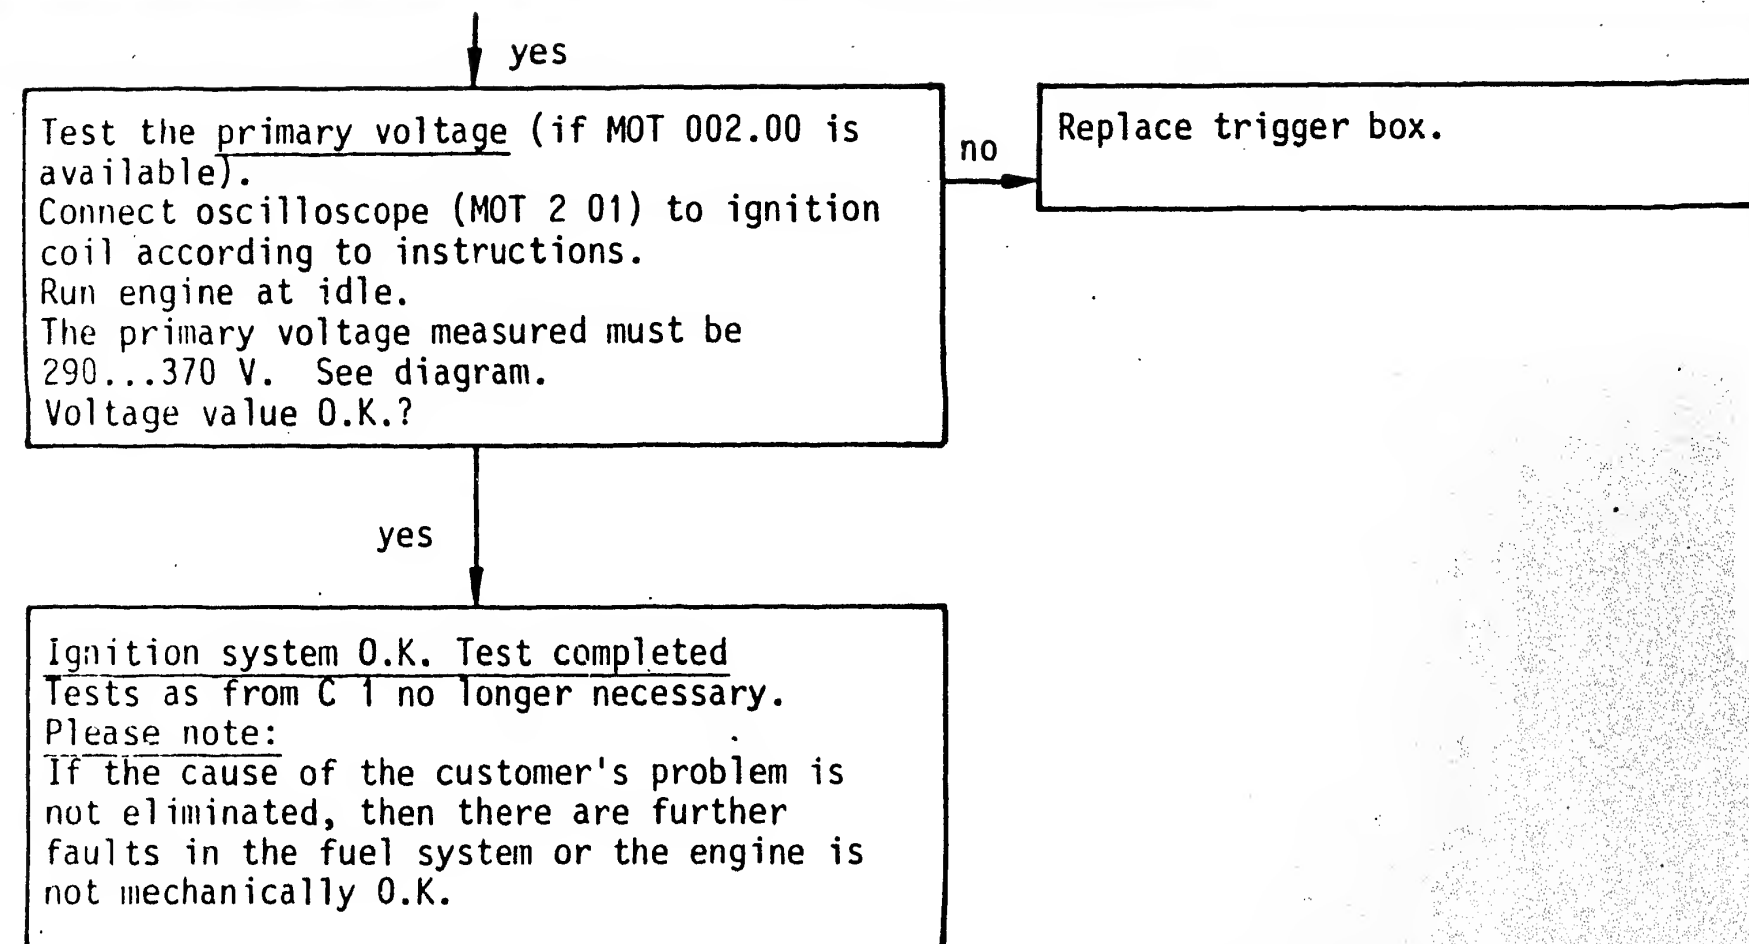 yes
Test the primary voltage (if MOT 002.00 is
available).
Connect oscilloscope (MOT 2 01) to ignition
coil according to instructions.
Run engine at idle.
The primary voltage measured must be
290...370 V. See diagram.
Voltage value O.K.?
no
Replace trigger box.
yes
Ignition system O.K. Test completed
Tests as from C 1 no longer necessary.
Please note:
If the cause of the customer's problem is
not eliminated, then there are further
faults in the fuel system or the engine is
not mechanically O.K.